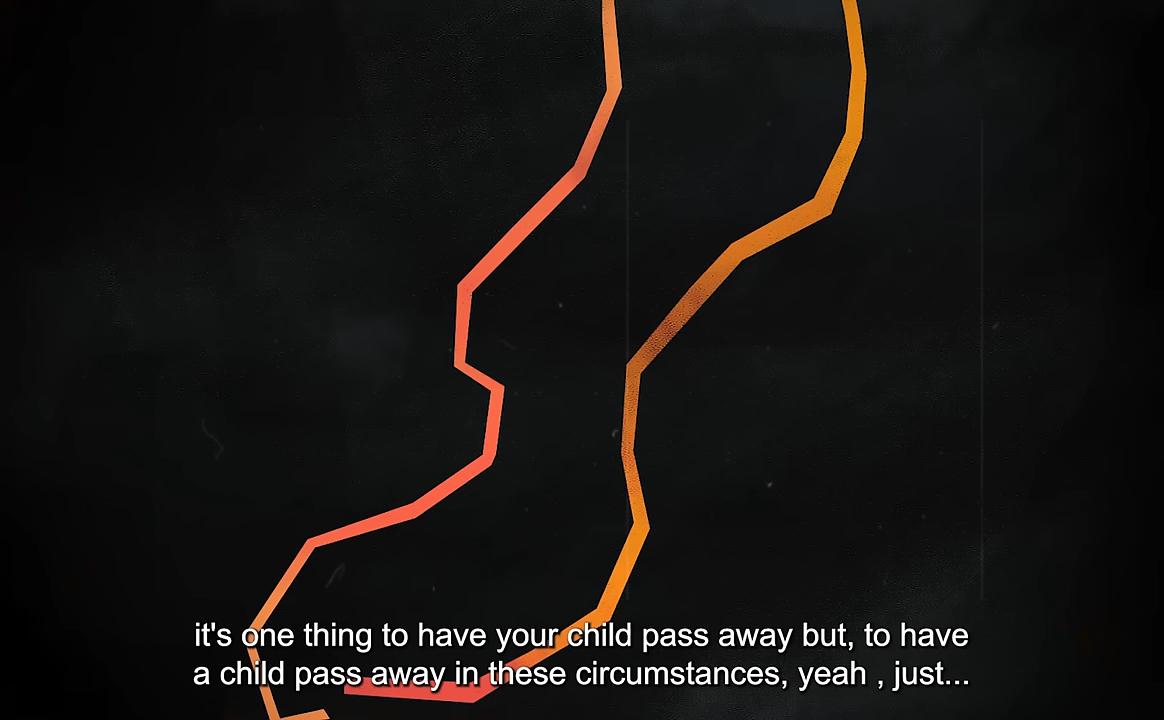 it's one thing to have your child pass away but, to have
a child pass away in these circumstances, yeah , just...